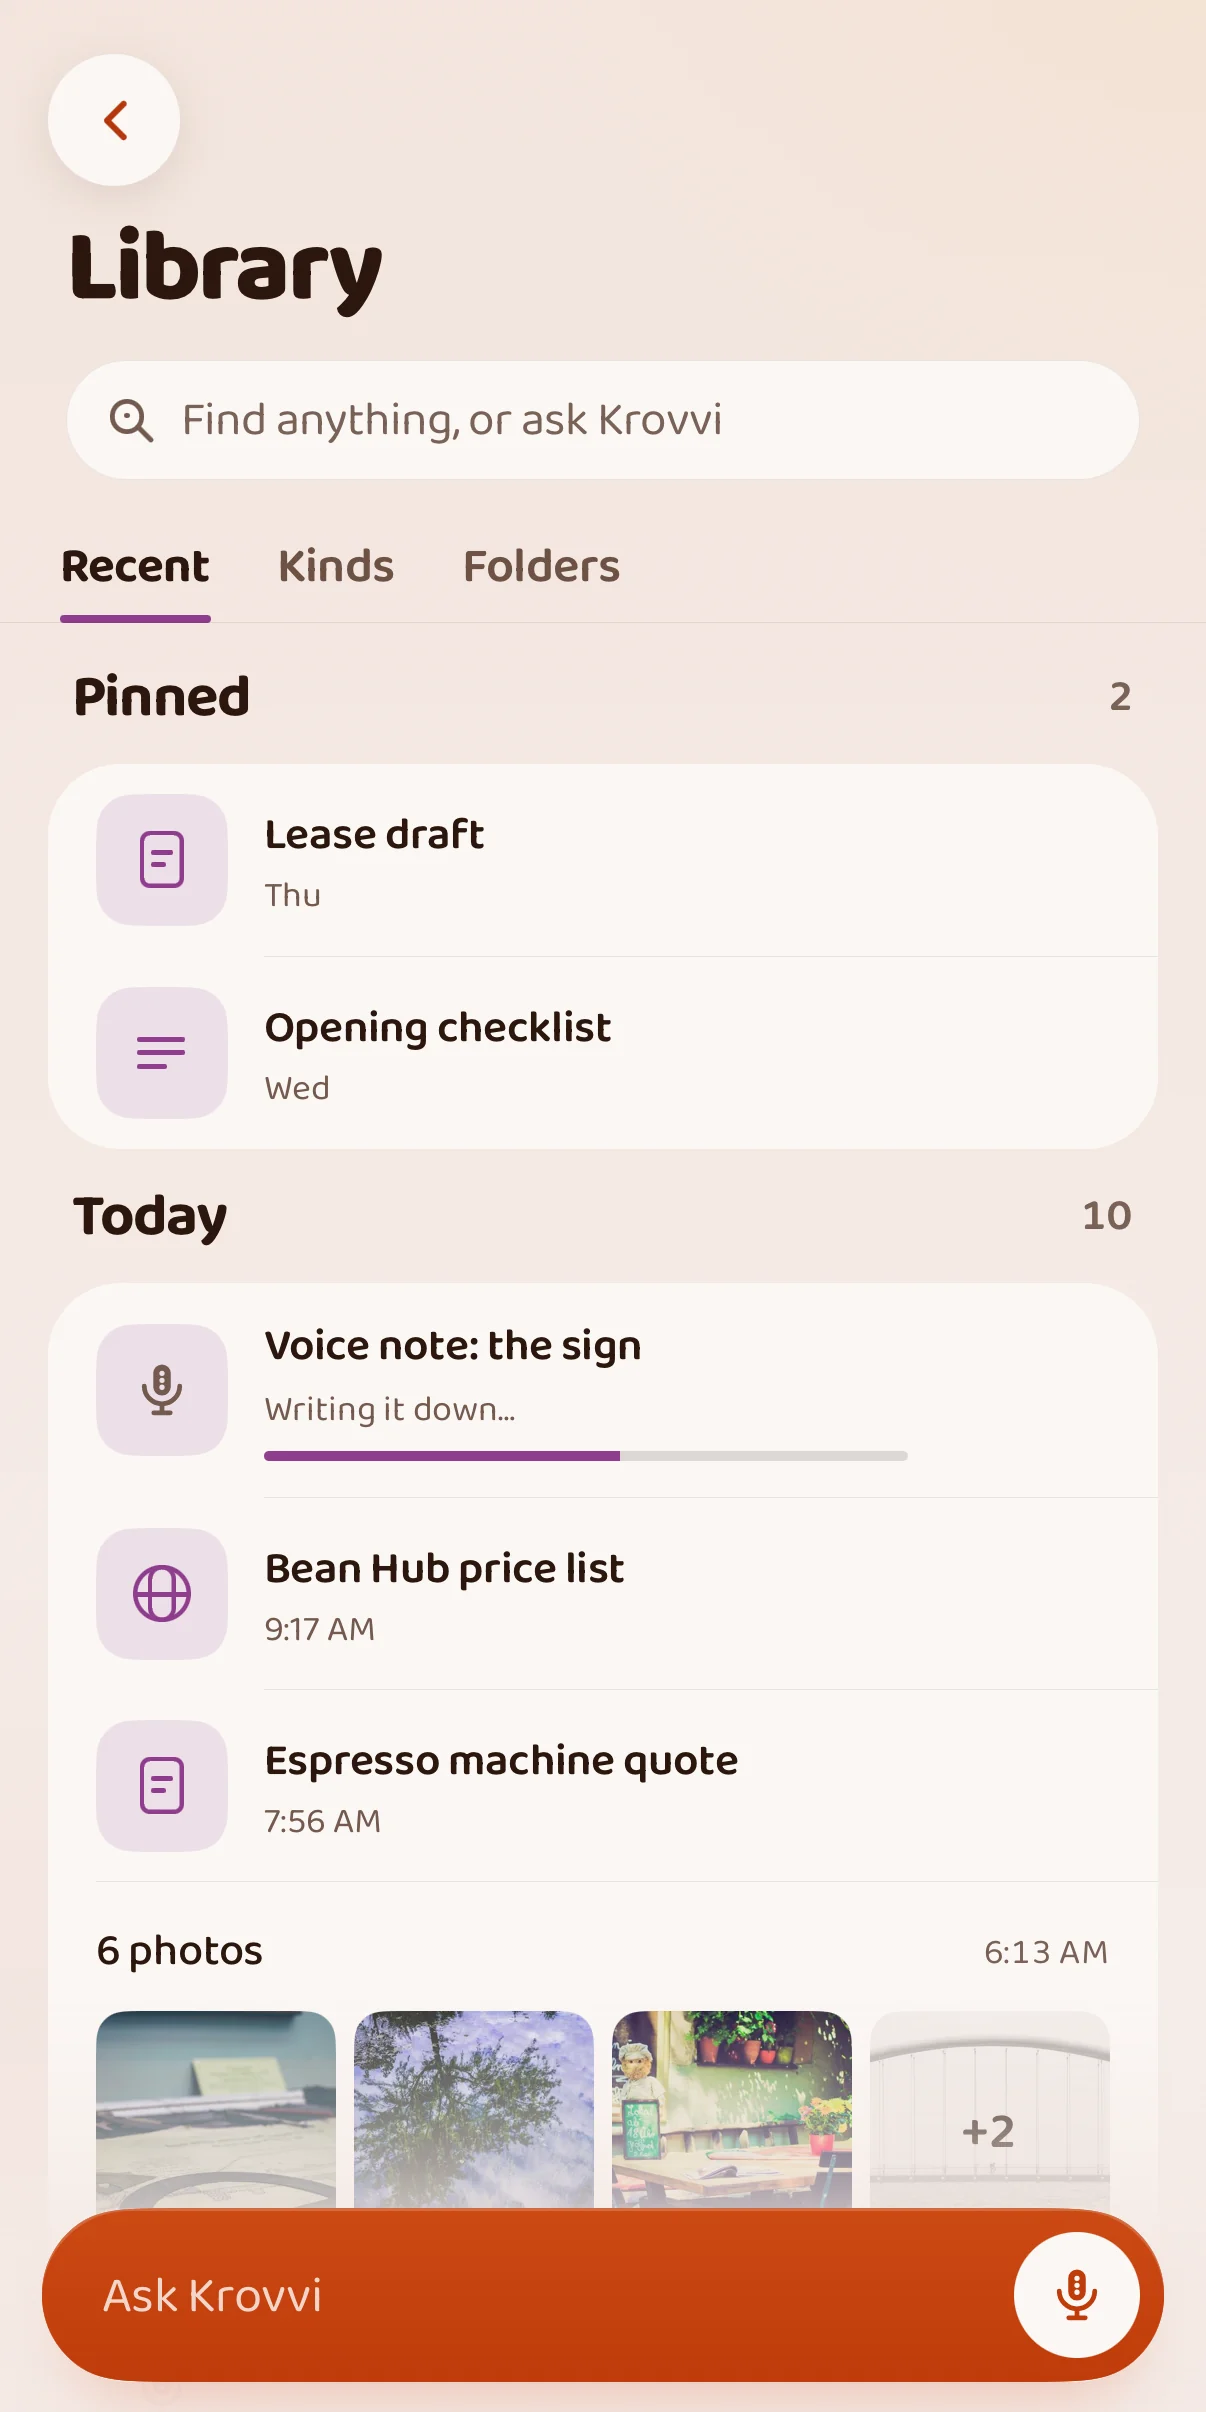 Library
Find anything, or ask Krovvi
Recent Kinds Folders
Pinned 2
Lease draft
Thu
Opening checklist
Wed
Today 10
Voice note: the sign
Writing it down...
Bean Hub price list
9:17 AM
Espresso machine quote
7:56 AM
6 photos 6:13 AM
+2
Ask Krovvi